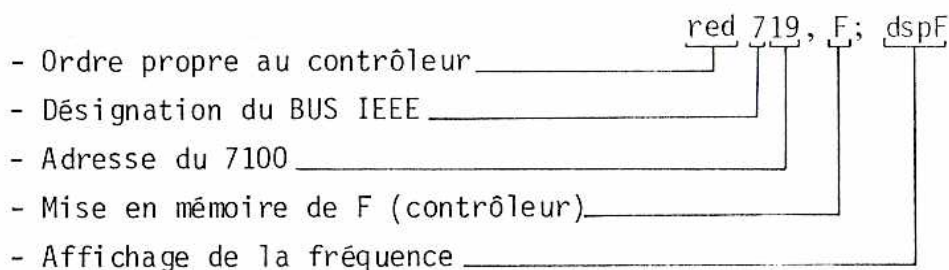 red 719, F; dspF
- Ordre propre au contrôleur
- Désignation du BUS IEEE
- Adresse du 7100
- Mise en mémoire de F (contrôleur)
- Affichage de la fréquence